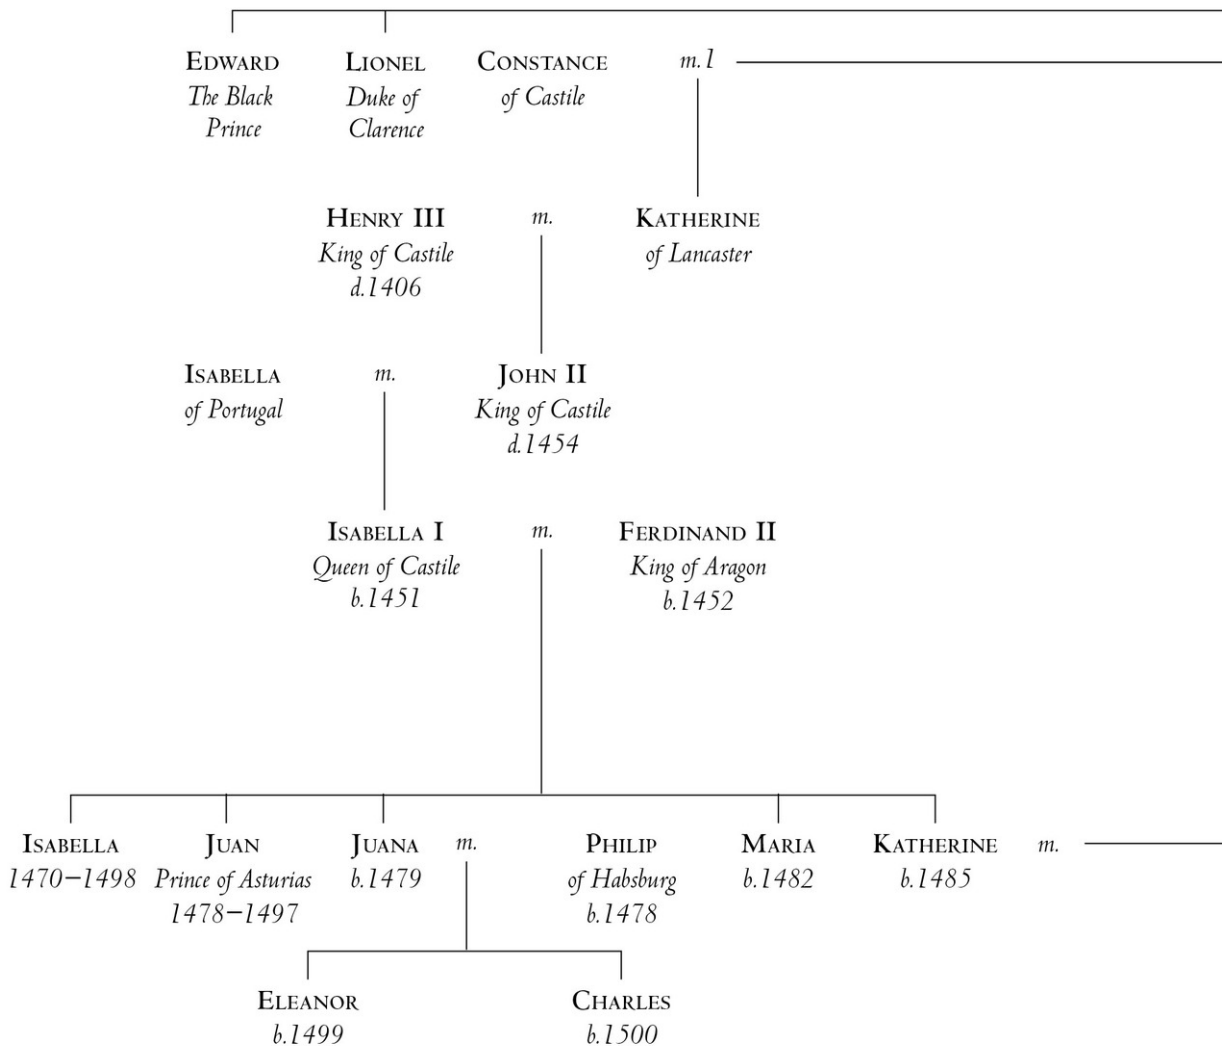 EDWARD LIONEL CONSTANCE m.1
The Black Duke of of Castile
Prince Clarence
HENRY III m. KATHERINE
King of Castile of Lancaster
d.1406
ISABELLA m. JOHN II
of Portugal King of Castile
d.1454
ISABELLA I m. FERDINAND II
Queen of Castile King of Aragon
b.1451 b.1452
ISABELLA JUAN JUANA m. PHILIP MARIA KATHERINE m.
1470–1498 Prince of Asturias b.1479 of Habsburg b.1482 b.1485
1478–1497 b.1478
ELEANOR CHARLES
b.1499 b.1500